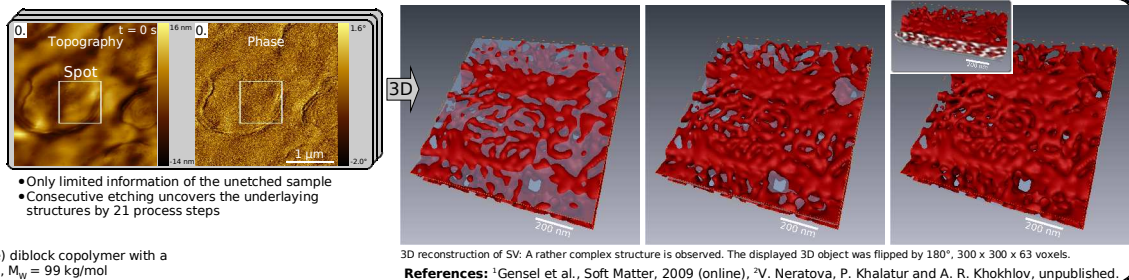 0.
t = 0 s
Topography
Spot
16 nm
-14 nm
0.
Phase
1 µm
1.6°
-2.0°
3D
200 nm
200 nm
200 nm
200 nm
•Only limited information of the unetched sample
•Consecutive etching uncovers the underlaying
structures by 21 process steps
) diblock copolymer with a
, MW = 99 kg/mol
3D reconstruction of SV: A rather complex structure is observed. The displayed 3D object was flipped by 180°, 300 x 300 x 63 voxels.
References: ¹Gensel et al., Soft Matter, 2009 (online), ²V. Neratova, P. Khalatur and A. R. Khokhlov, unpublished.